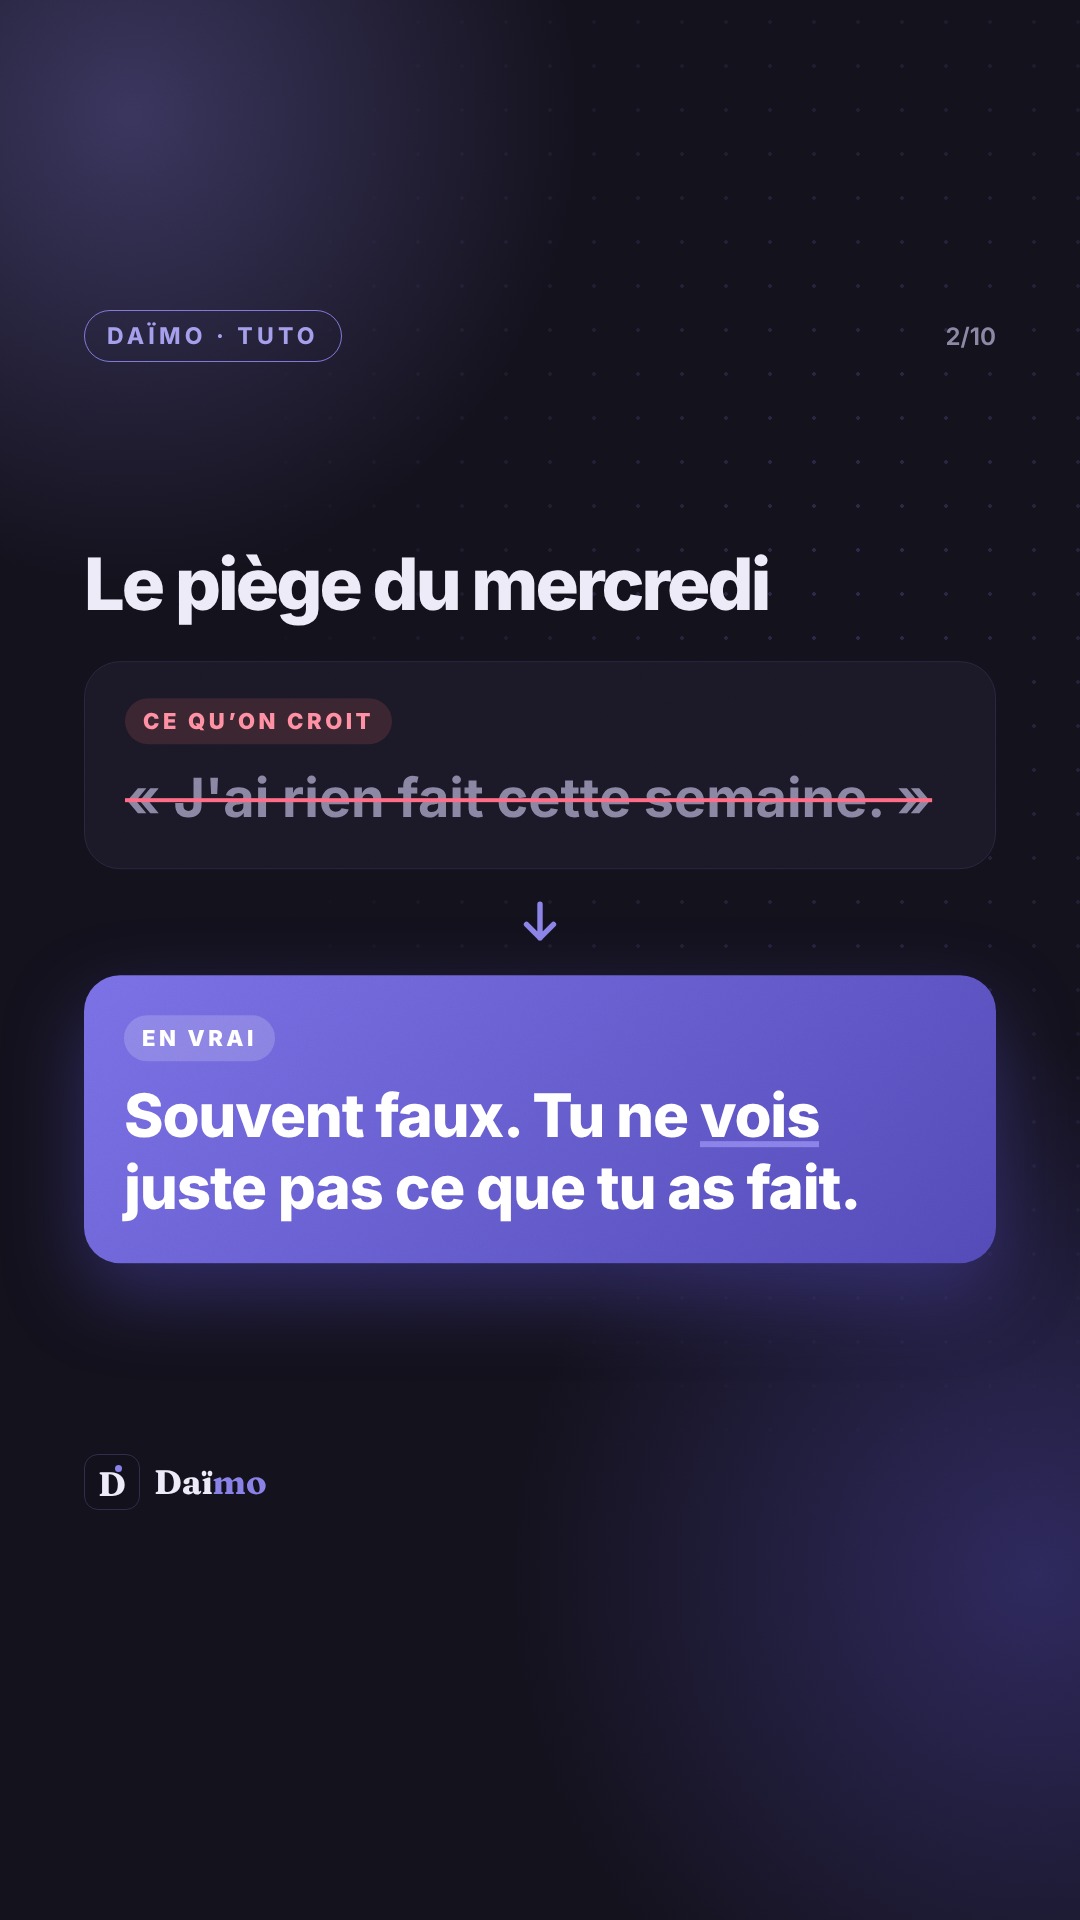 DAÏMO · TUTO
2/10
Le piège du mercredi
CE QU’ON CROIT
« J'ai rien fait cette semaine. »
EN VRAI
Souvent faux. Tu ne vois
juste pas ce que tu as fait.
D Daïmo